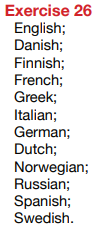 Exercise 26
English;
Danish;
Finnish;
French;
Greek;
Italian;
German;
Dutch;
Norwegian;
Russian;
Spanish;
Swedish.